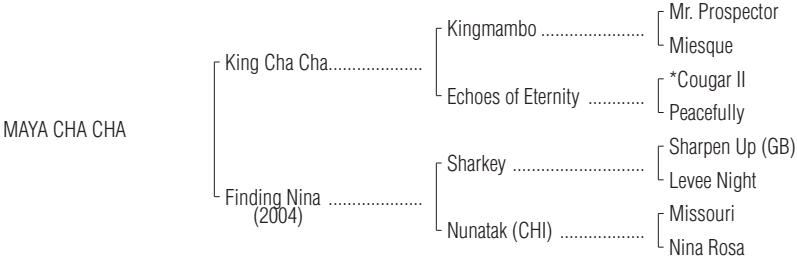 Mr. Prospector
Kingmambo .....................
Miesque
King Cha Cha...................
*Cougar II
Echoes of Eternity ............
Peacefully
MAYA CHA CHA
Sharpen Up (GB)
Sharkey ...........................
Levee Night
Finding Nina ...................
(2004)
Missouri
Nunatak (CHI) .................
Nina Rosa